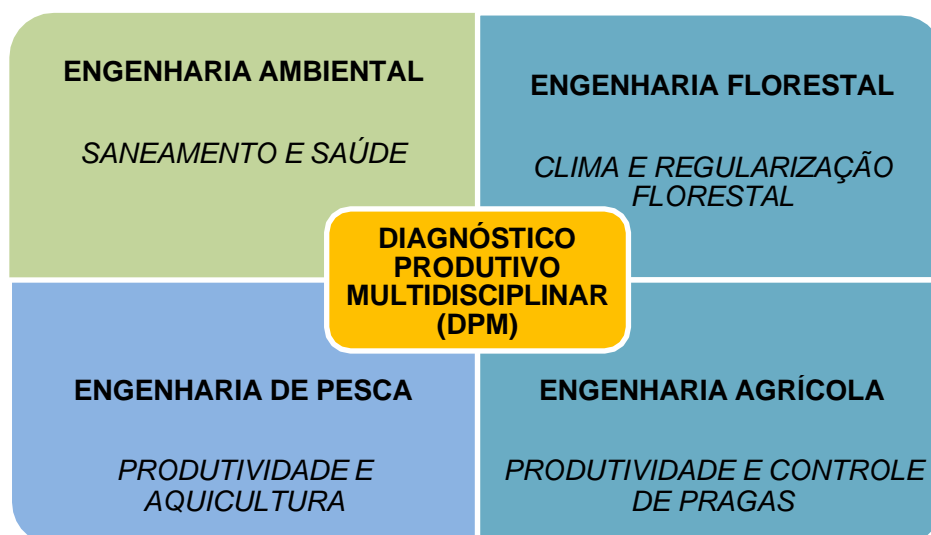 ENGENHARIA AMBIENTAL
SANEAMENTO E SAÚDE
ENGENHARIA FLORESTAL
CLIMA E REGULARIZAÇÃO
FLORESTAL
DIAGNÓSTICO
PRODUTIVO
MULTIDISCIPLINAR
(DPM)
ENGENHARIA DE PESCA
PRODUTIVIDADE E
AQUICULTURA
ENGENHARIA AGRÍCOLA
PRODUTIVIDADE E CONTROLE
DE PRAGAS